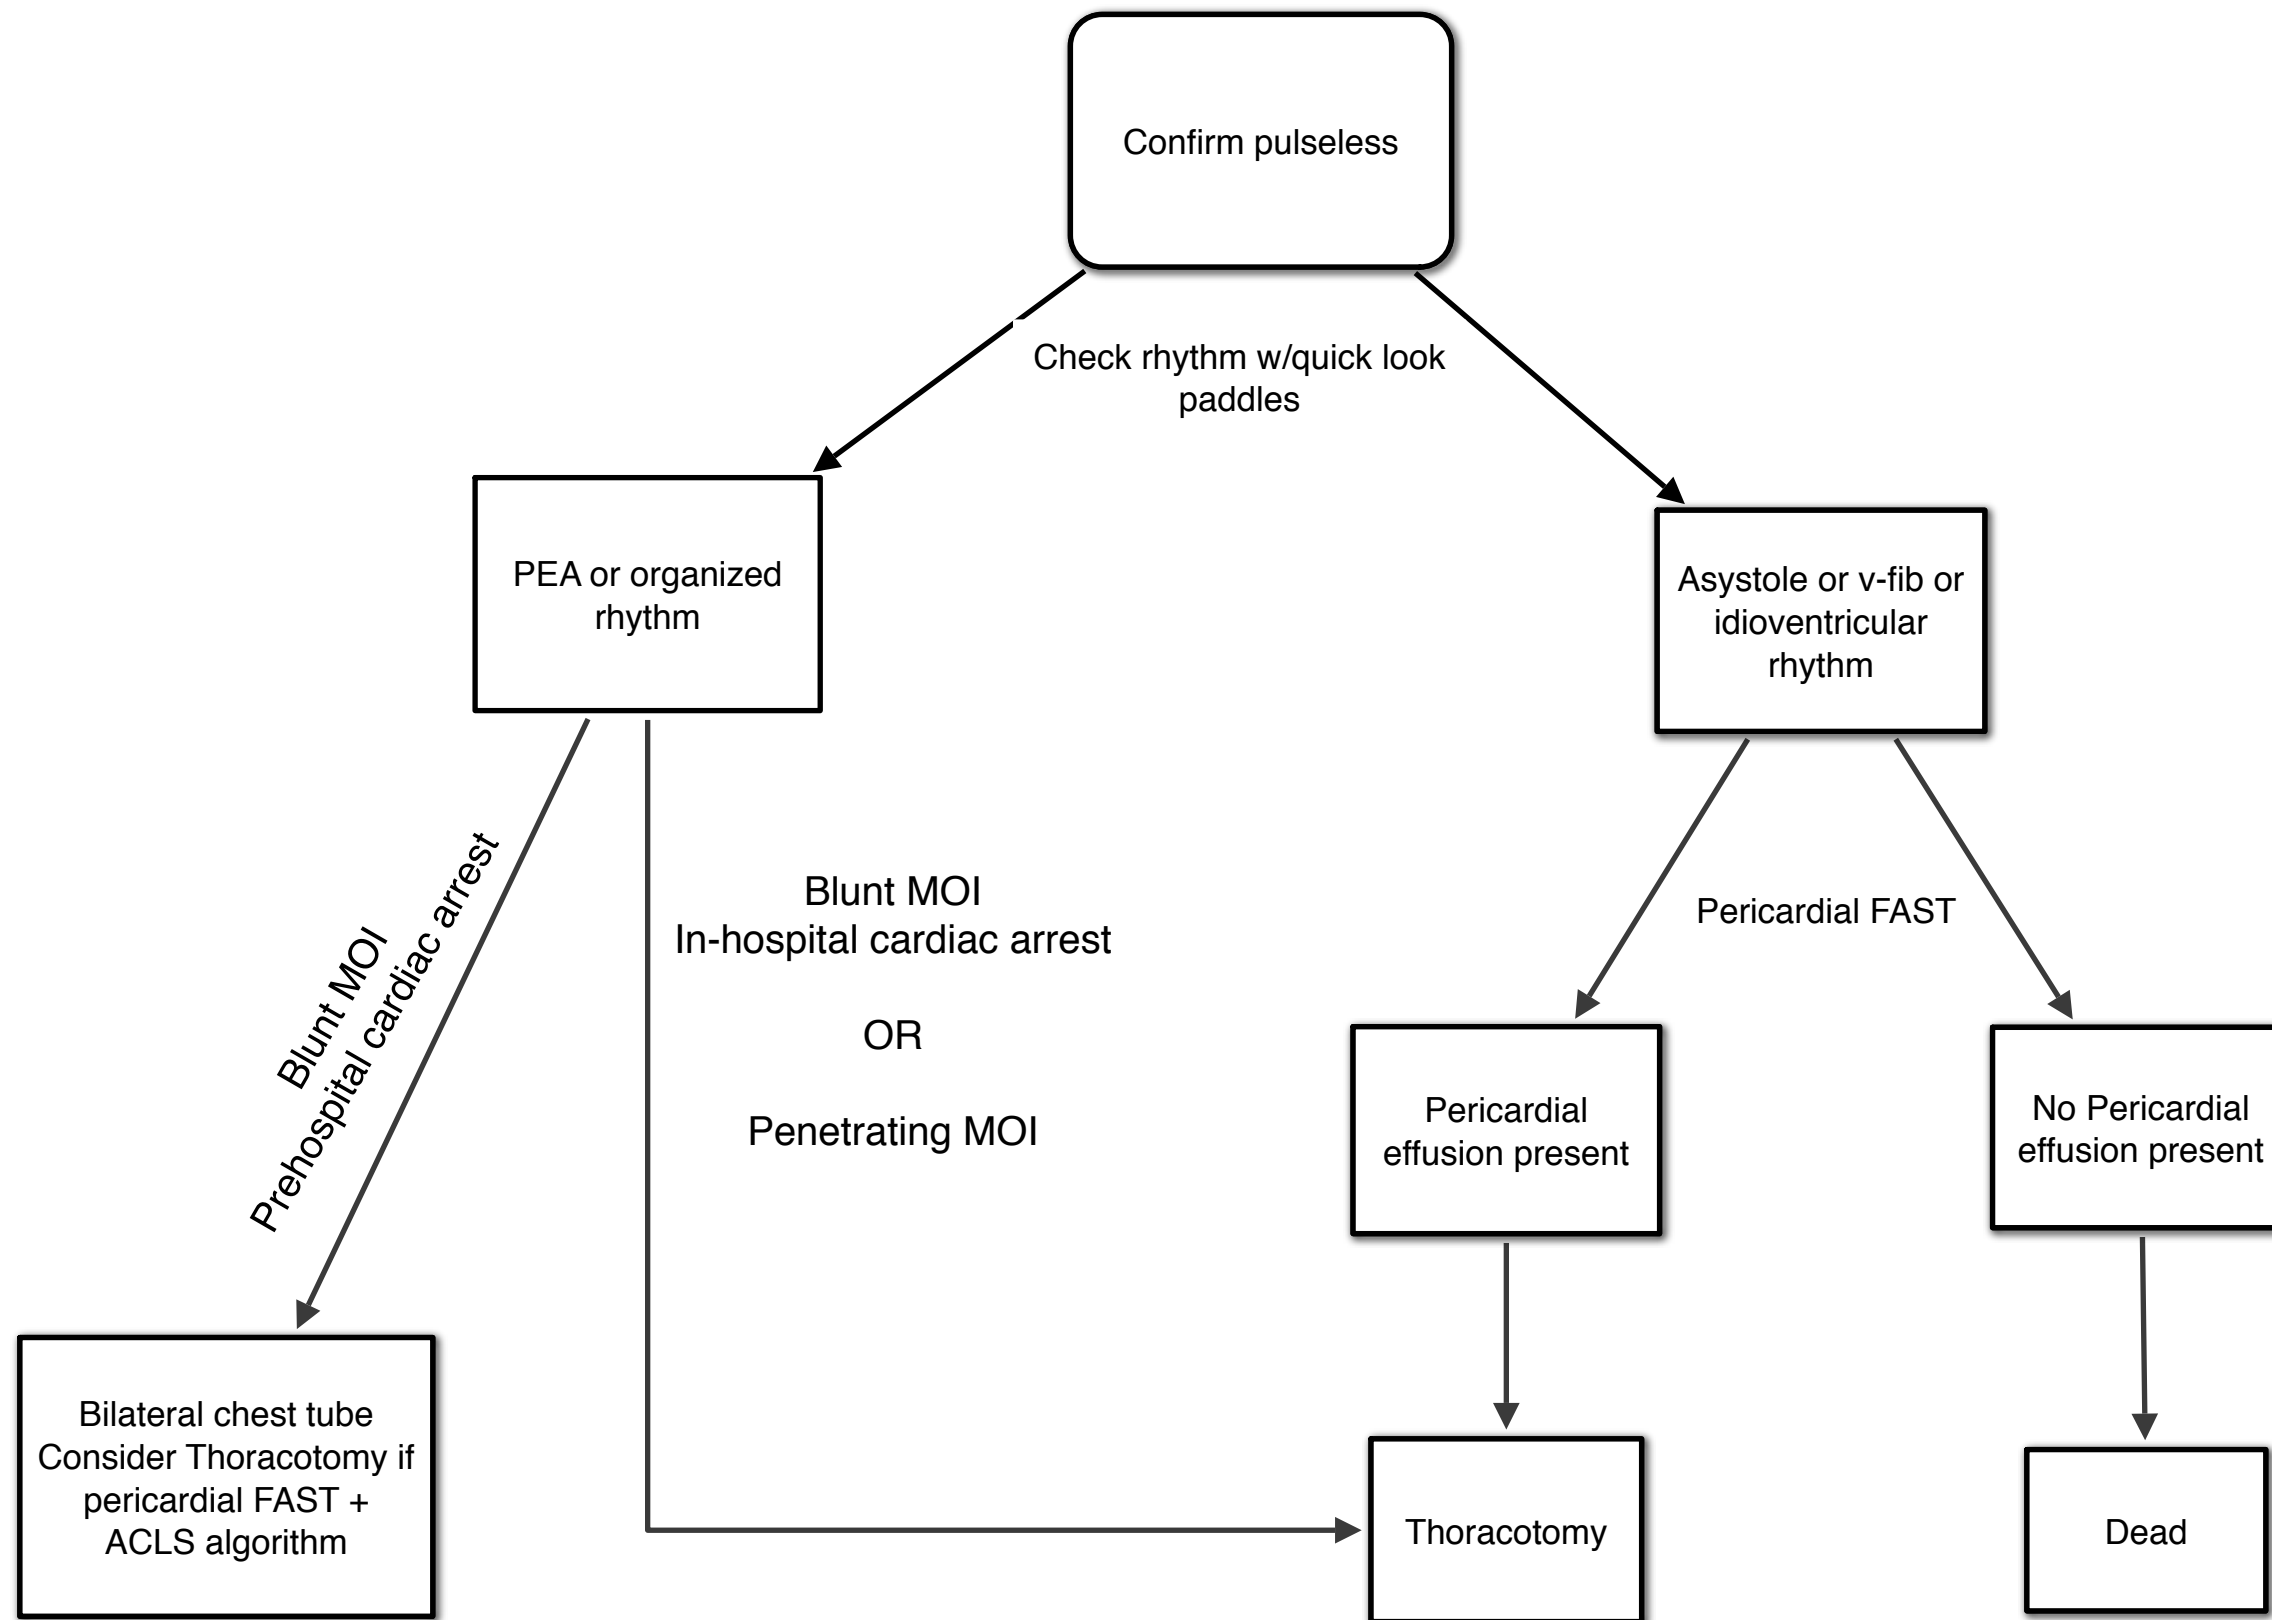 Confirm pulseless
Check rhythm w/quick look
paddles
PEA or organized
rhythm
Asystole or v-fib or
idioventricular
rhythm
Blunt MOI
Prehospital cardiac arrest
Blunt MOI
In-hospital cardiac arrest
OR
Penetrating MOI
Pericardial FAST
Pericardial
effusion present
No Pericardial
effusion present
Bilateral chest tube
Consider Thoracotomy if
pericardial FAST +
ACLS algorithm
Thoracotomy
Dead